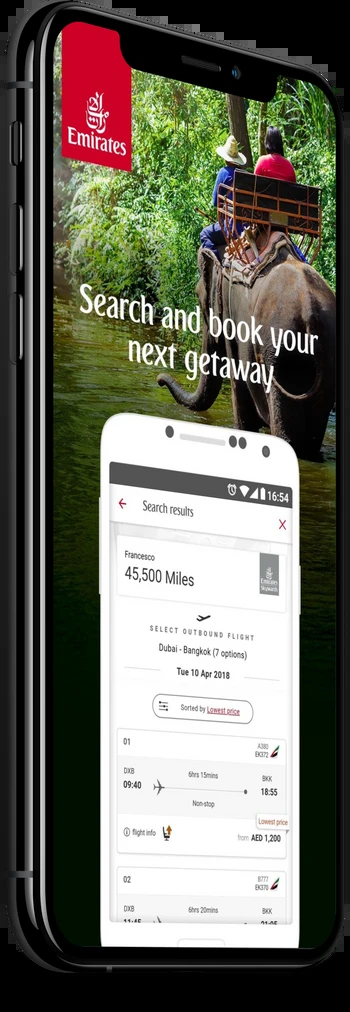 Emirates
Search and book your
next getaway
16:54
Search results
Francesco
45,500 Miles
Emirates
Skywards
SELECT OUTBOUND FLIGHT
Dubai - Bangkok (7 options)
Tue 10 Apr 2018
Sorted by Lowest price
01
A380
EK372
DXB
6hrs 15mins
BKK
09:40
18:55
Non-stop
Lowest price
flight info
from AED 1,200
02
B777
EK370
DXB
6hrs 20mins
BKK
11:45
21:05